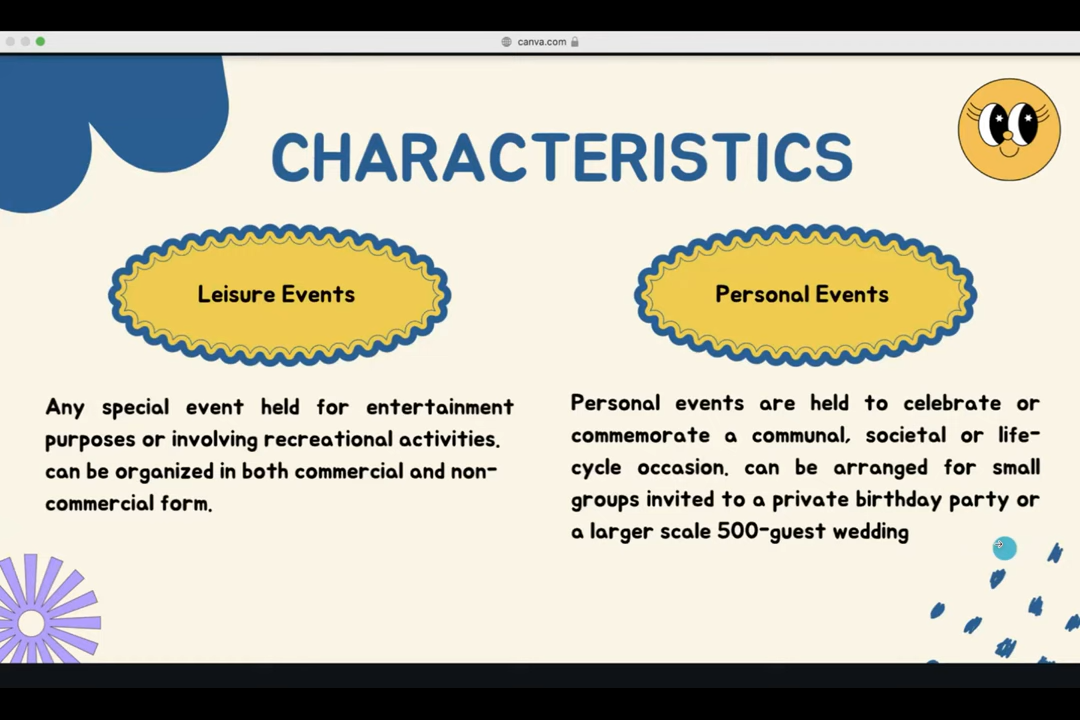 canva.com
CHARACTERISTICS
Leisure Events
Any special event held for entertainment
purposes or involving recreational activities.
can be organized in both commercial and non-
commercial form.
Personal Events
Personal events are held to celebrate or
commemorate a communal, societal or life-
cycle occasion. can be arranged for small
groups invited to a private birthday party or
a larger scale 500-guest wedding